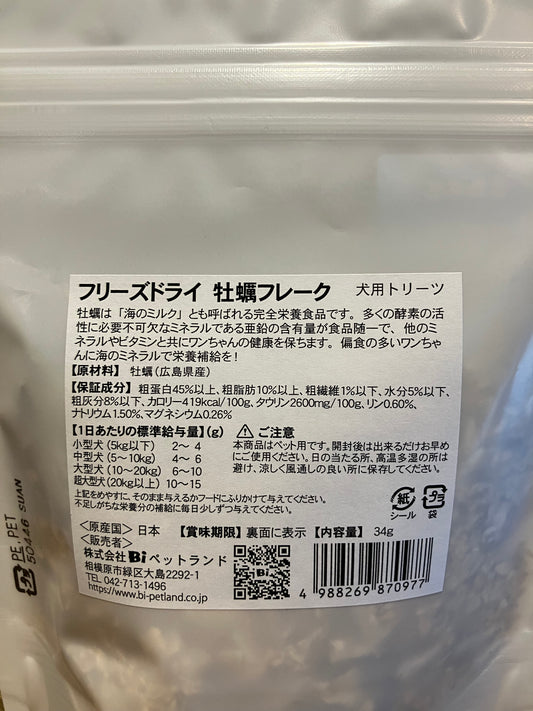 フリーズドライ 牡蠣フレーク 犬用トリーツ
牡蠣は「海のミルク」とも呼ばれる完全栄養食品です。多くの酵素の活
性に必要不可欠なミネラルである亜鉛の含有量が食品随一で、他のミ
ネラルやビタミンと共にワンちゃんの健康を保ちます。偏食の多いワンちゃ
んに海のミネラルで栄養補給を!
【原材料】 牡蠣(広島県産)
【保証成分】 粗蛋白45%以上、粗脂肪10%以上、粗繊維1%以下、水分5%以下、
粗灰分8%以下、カロリー419kcal/100g、タウリン2600mg/100g、リン0.60%、
ナトリウム1.50%、マグネシウム0.26%
【1日あたりの標準給与量】(g)
小型犬(5kg以下) 2〜4
中型犬(5〜10kg) 4〜6
大型犬(10〜20kg) 6〜10
超大型犬(20kg以上) 10〜15
上記をめやすに、そのまま与えるかフードにふりかけて与えてください。
不足しがちな栄養分の補給に毎日少しずつ与えてください。
ご注意
本商品はペット用です。開封後は出来るだけお早め
にご使用ください。日の当たる所、高温多湿の所は
避け、涼しく風通しの良い所に保存してください。
紙
シール
プラ
袋
<原産国>日本 【賞味期限】裏面に表示 【内容量】 34g
<販売者>
株式会社Biペットランド
相模原市緑区大島2292-1
TEL 042-713-1496
https://www.bi-petland.co.jp
Bi
4 988269 870977
プラ
PE, PET
50446 SUAN